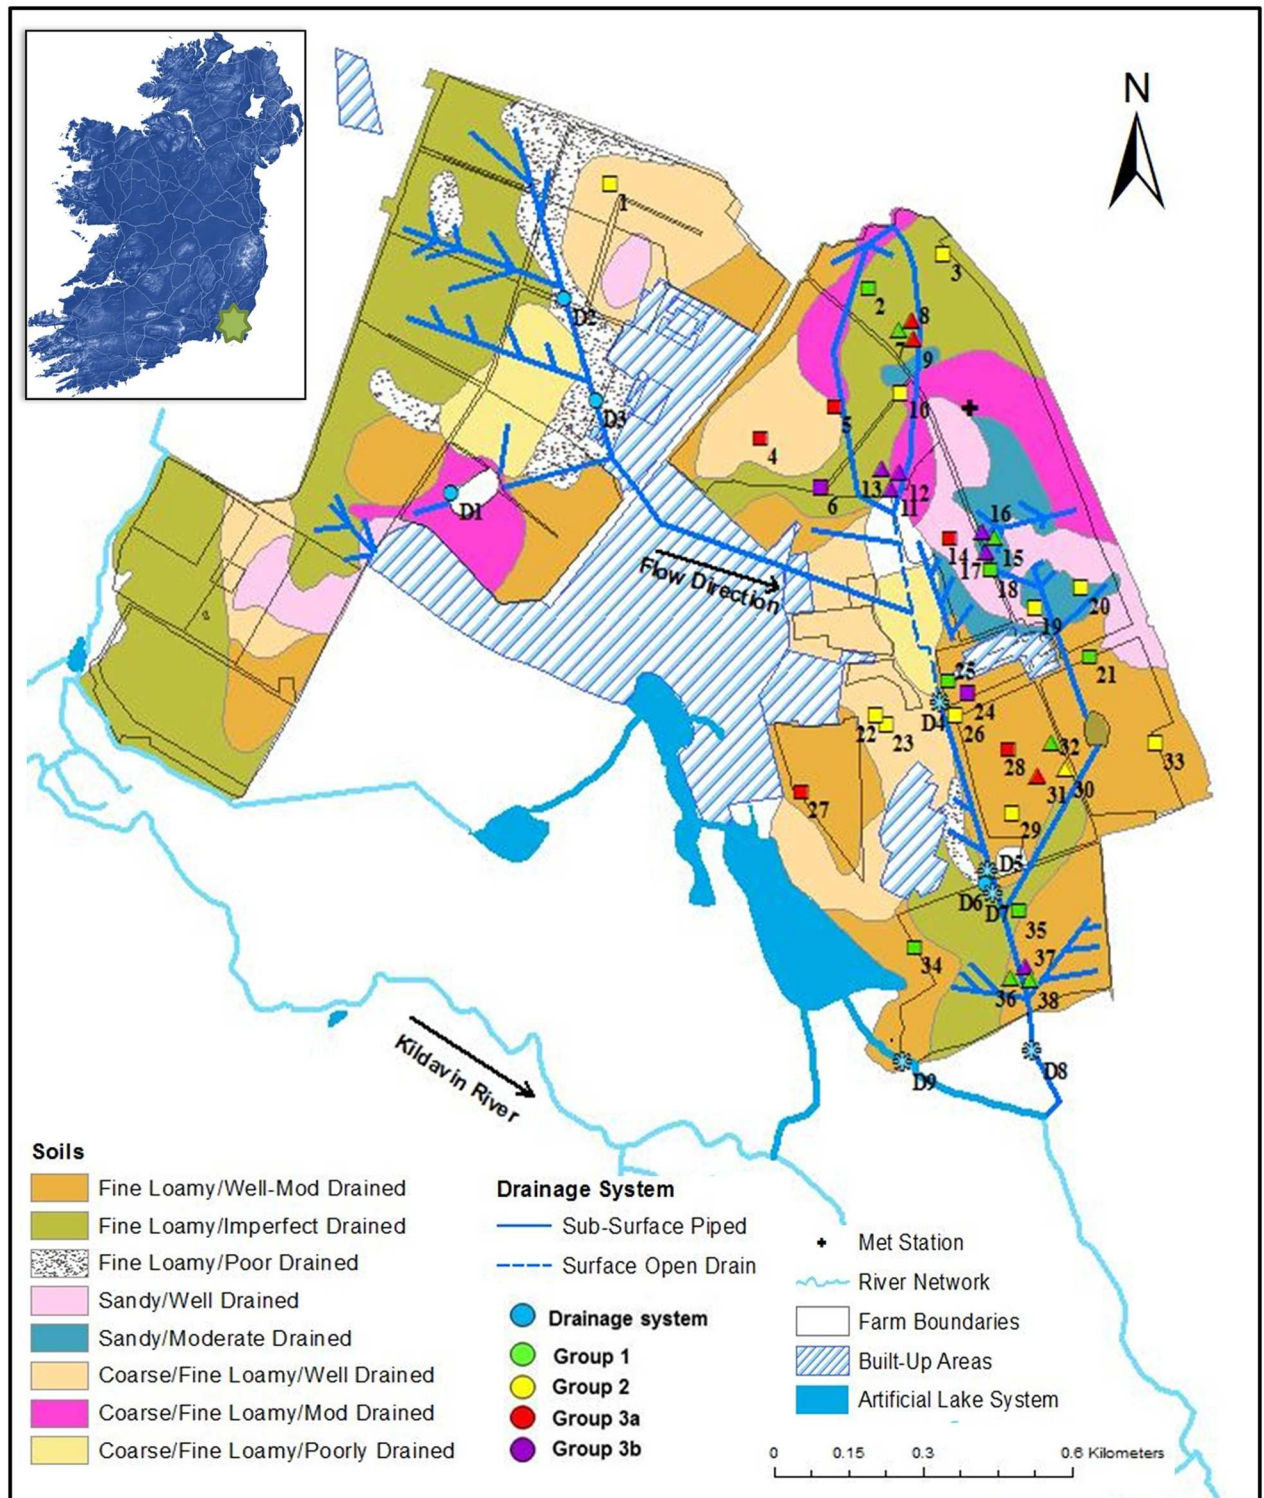 N
1
D2
D3
D1
3
2
8
7
9
10
5
4
6
13
12
11
16
14
15
17
18
20
19
21
25
24
D4
26
22
23
32
28
33
31
30
27
29
D5
D6
D7
35
34
37
36
38
D8
D9
Flow Direction
Kildavin River
Soils
Fine Loamy/Well-Mod Drained
Fine Loamy/Imperfect Drained
Fine Loamy/Poor Drained
Sandy/Well Drained
Sandy/Moderate Drained
Coarse/Fine Loamy/Well Drained
Coarse/Fine Loamy/Mod Drained
Coarse/Fine Loamy/Poorly Drained
Drainage System
Sub-Surface Piped
Surface Open Drain
Drainage system
Group 1
Group 2
Group 3a
Group 3b
Met Station
River Network
Farm Boundaries
Built-Up Areas
Artificial Lake System
0 0.15 0.3 0.6 Kilometers